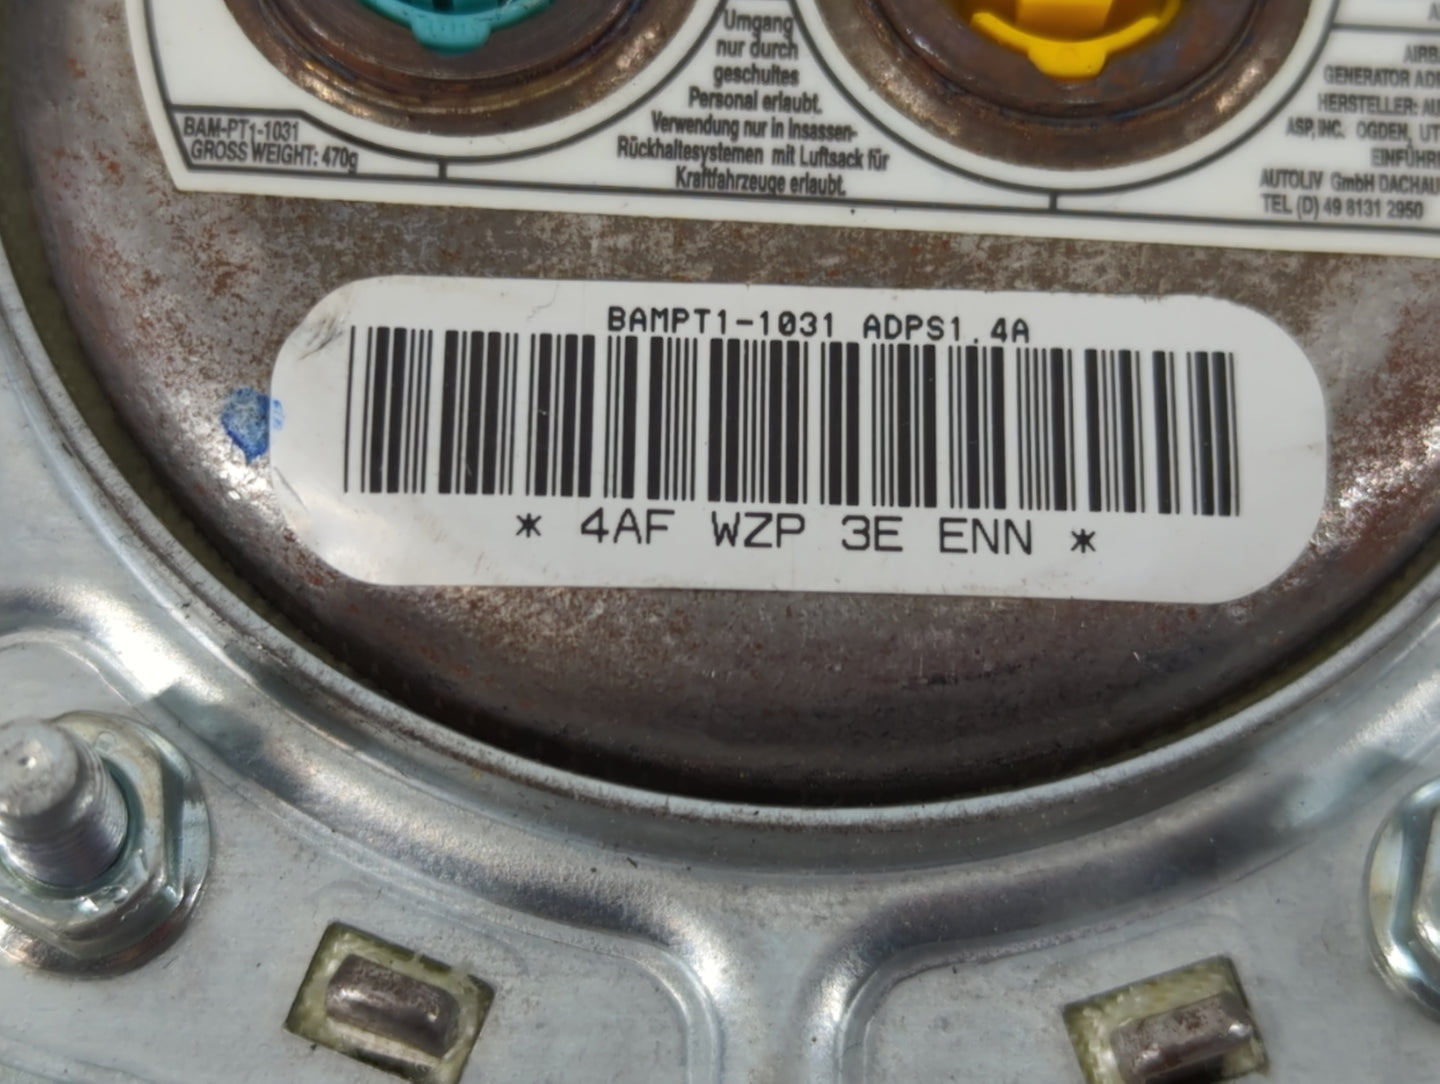 Umgang
nur durch
geschultes
Personal erlaubt.
Verwendung nur in Insassen-
Rückhaltesystemen mit Luftsack für
Kraftfahrzeuge erlaubt.
BAM-PT1-1031
GROSS WEIGHT: 470g
GENERATOR
HERSTELLER:
ASP, INC. OGDEN,
AUTOLIV GmbH DACHAU
TEL (D) 49 8131 2950
BAMPT1-1031 ADPS1.4A
* 4AF WZP 3E ENN *